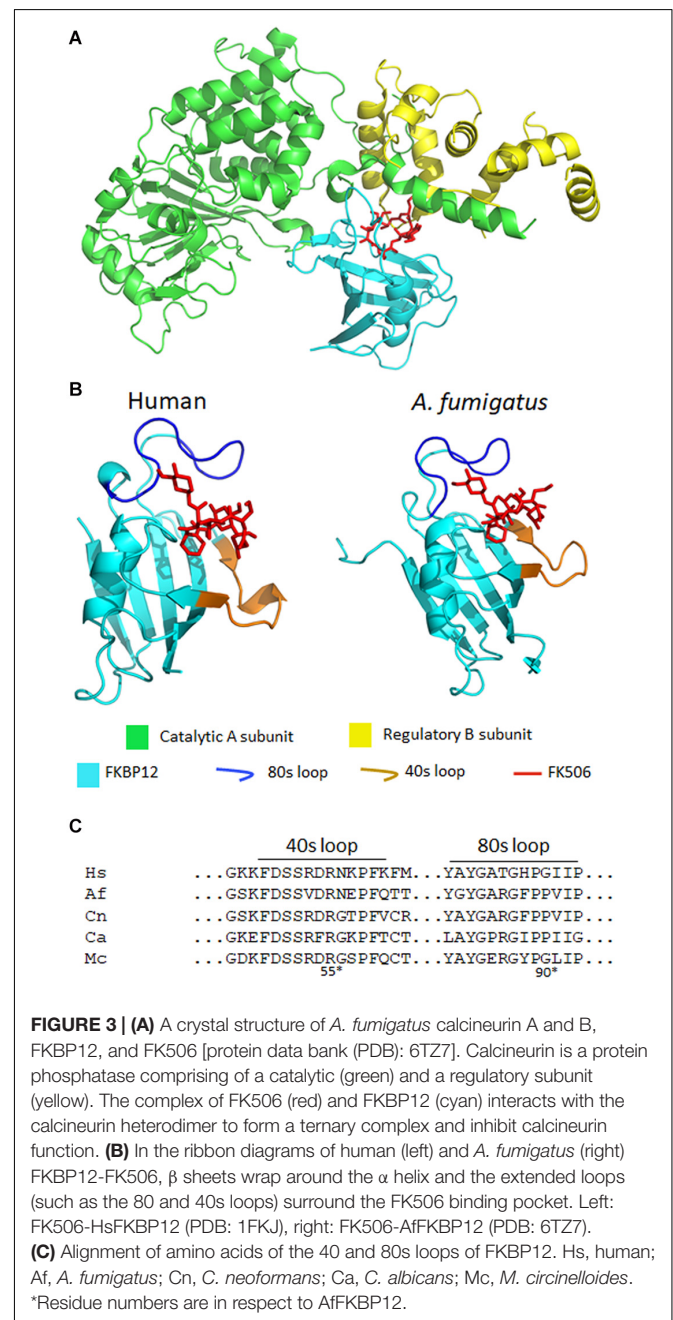 A
B
Human
A. fumigatus
Catalytic A subunit
Regulatory B subunit
FKBP12
80s loop
40s loop
FK506
C
40s loop
80s loop
Hs ...GKKFDSSRDRNKPFKFM...YAYGATGHPGIIP...
Af ...GSKFDSSVDRNEPFQTT...YGYGARGFPPVIP...
Cn ...GSKFDSSRDRGTPFVCR...YAYGARGFPPVIP...
Ca ...GKEFDSSRFRGKPFTCT...LAYGPRGIPPIIG...
Mc ...GDKFDSSRDRGSPFQCT...YAYGERGYPGLIP...
55*
90*
FIGURE 3 | (A) A crystal structure of A. fumigatus calcineurin A and B,
FKBP12, and FK506 [protein data bank (PDB): 6TZ7]. Calcineurin is a protein
phosphatase comprising of a catalytic (green) and a regulatory subunit
(yellow). The complex of FK506 (red) and FKBP12 (cyan) interacts with the
calcineurin heterodimer to form a ternary complex and inhibit calcineurin
function. (B) In the ribbon diagrams of human (left) and A. fumigatus (right)
FKBP12-FK506, β sheets wrap around the α helix and the extended loops
(such as the 80 and 40s loops) surround the FK506 binding pocket. Left:
FK506-HsFKBP12 (PDB: 1FKJ), right: FK506-AfFKBP12 (PDB: 6TZ7).
(C) Alignment of amino acids of the 40 and 80s loops of FKBP12. Hs, human;
Af, A. fumigatus; Cn, C. neoformans; Ca, C. albicans; Mc, M. circinelloides.
*Residue numbers are in respect to AfFKBP12.